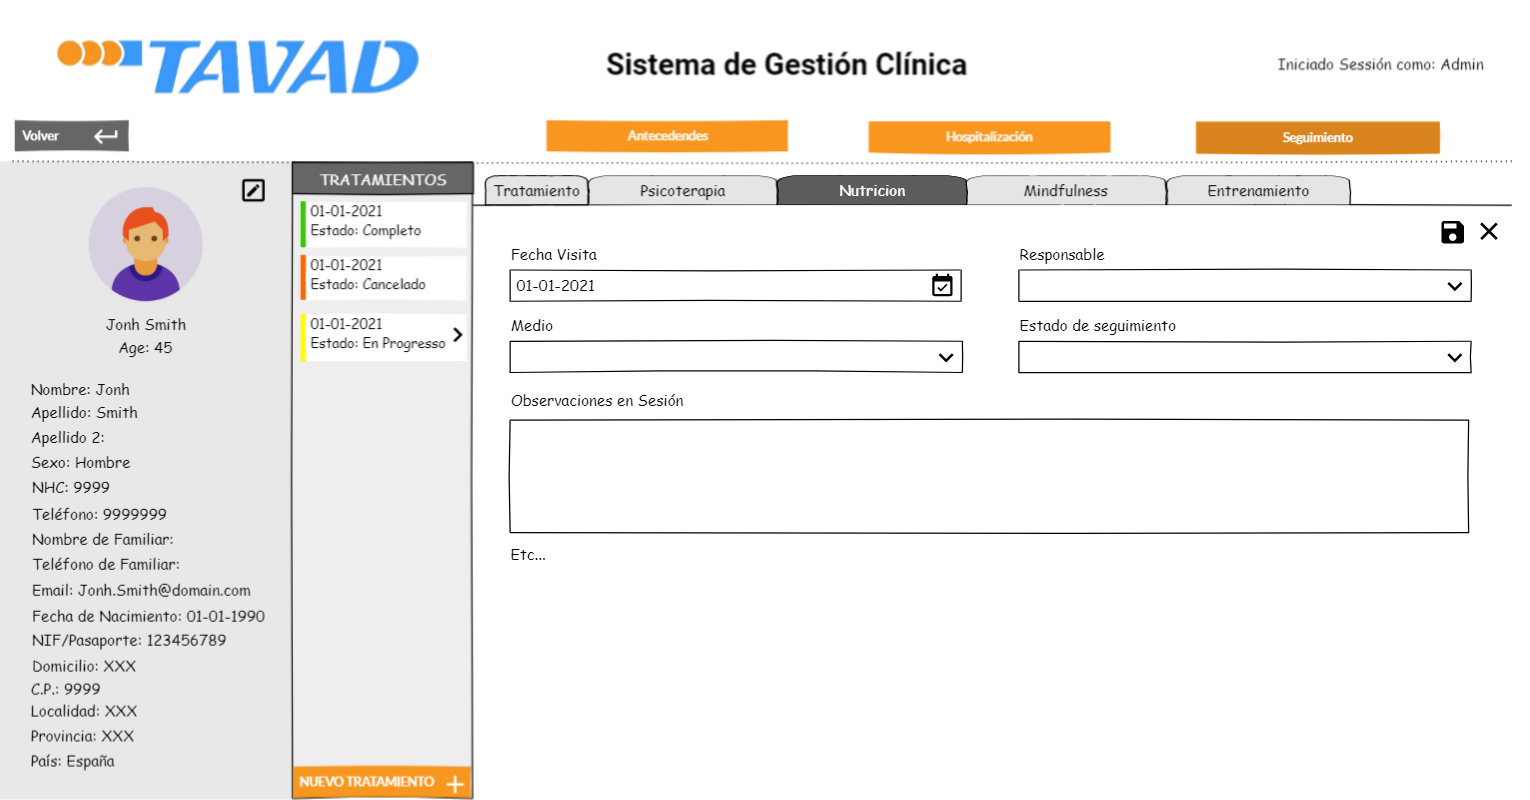 TAVAD
Sistema de Gestión Clínica
Iniciado Sessión como: Admin
Volver
Antecedendes
Hospitalización
Seguimiento
Jonh Smith
Age: 45
Nombre: Jonh
Apellido: Smith
Apellido 2:
Sexo: Hombre
NHC: 9999
Teléfono: 9999999
Nombre de Familiar:
Teléfono de Familiar:
Email: Jonh.Smith@domain.com
Fecha de Nacimiento: 01-01-1990
NIF/Pasaporte: 123456789
Domicilio: XXX
C.P.: 9999
Localidad: XXX
Provincia: XXX
País: España
TRATAMIENTOS
01-01-2021
Estado: Completo
01-01-2021
Estado: Cancelado
01-01-2021
Estado: En Progresso
NUEVO TRATAMIENTO
Tratamiento
Psicoterapia
Nutricion
Mindfulness
Entrenamiento
Fecha Visita
01-01-2021
Responsable
Medio
Estado de seguimiento
Observaciones en Sesión
Etc...